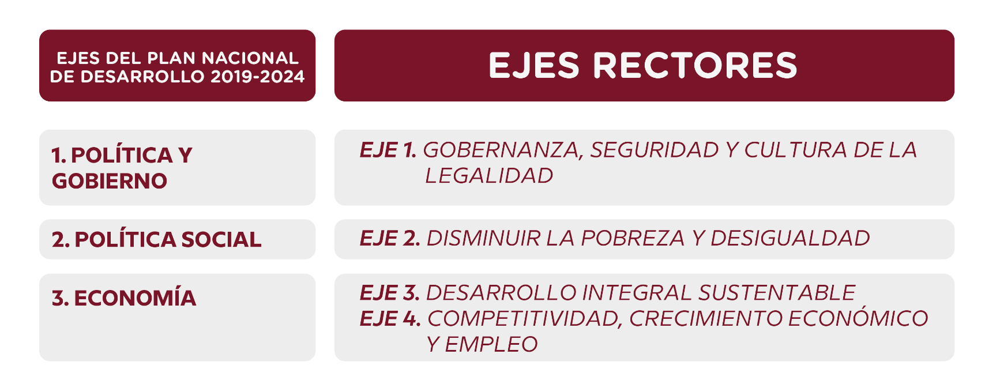 EJES DEL PLAN NACIONAL
DE DESARROLLO 2019-2024
EJES RECTORES
1. POLÍTICA Y
GOBIERNO
EJE 1. GOBERNANZA, SEGURIDAD Y CULTURA DE LA
LEGALIDAD
2. POLÍTICA SOCIAL
EJE 2. DISMINUIR LA POBREZA Y DESIGUALDAD
3. ECONOMÍA
EJE 3. DESARROLLO INTEGRAL SUSTENTABLE
EJE 4. COMPETITIVIDAD, CRECIMIENTO ECONÓMICO
Y EMPLEO